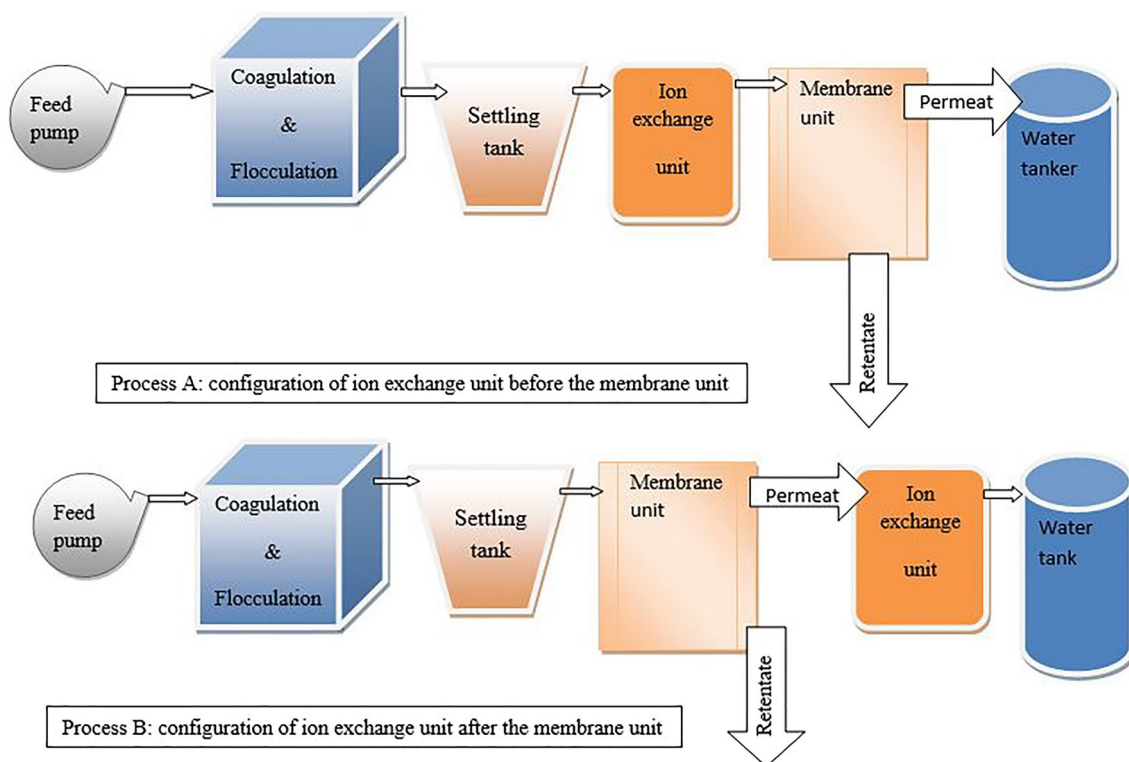 Feed
pump
Coagulation
&
Flocculation
Settling
tank
Ion
exchange
unit
Membrane
unit
Permeat
Water
tanker
Retentate
Process A: configuration of ion exchange unit before the membrane unit
Feed
pump
Coagulation
&
Flocculation
Settling
tank
Membrane
unit
Permeat
Ion
exchange
unit
Water
tank
Retentate
Process B: configuration of ion exchange unit after the membrane unit